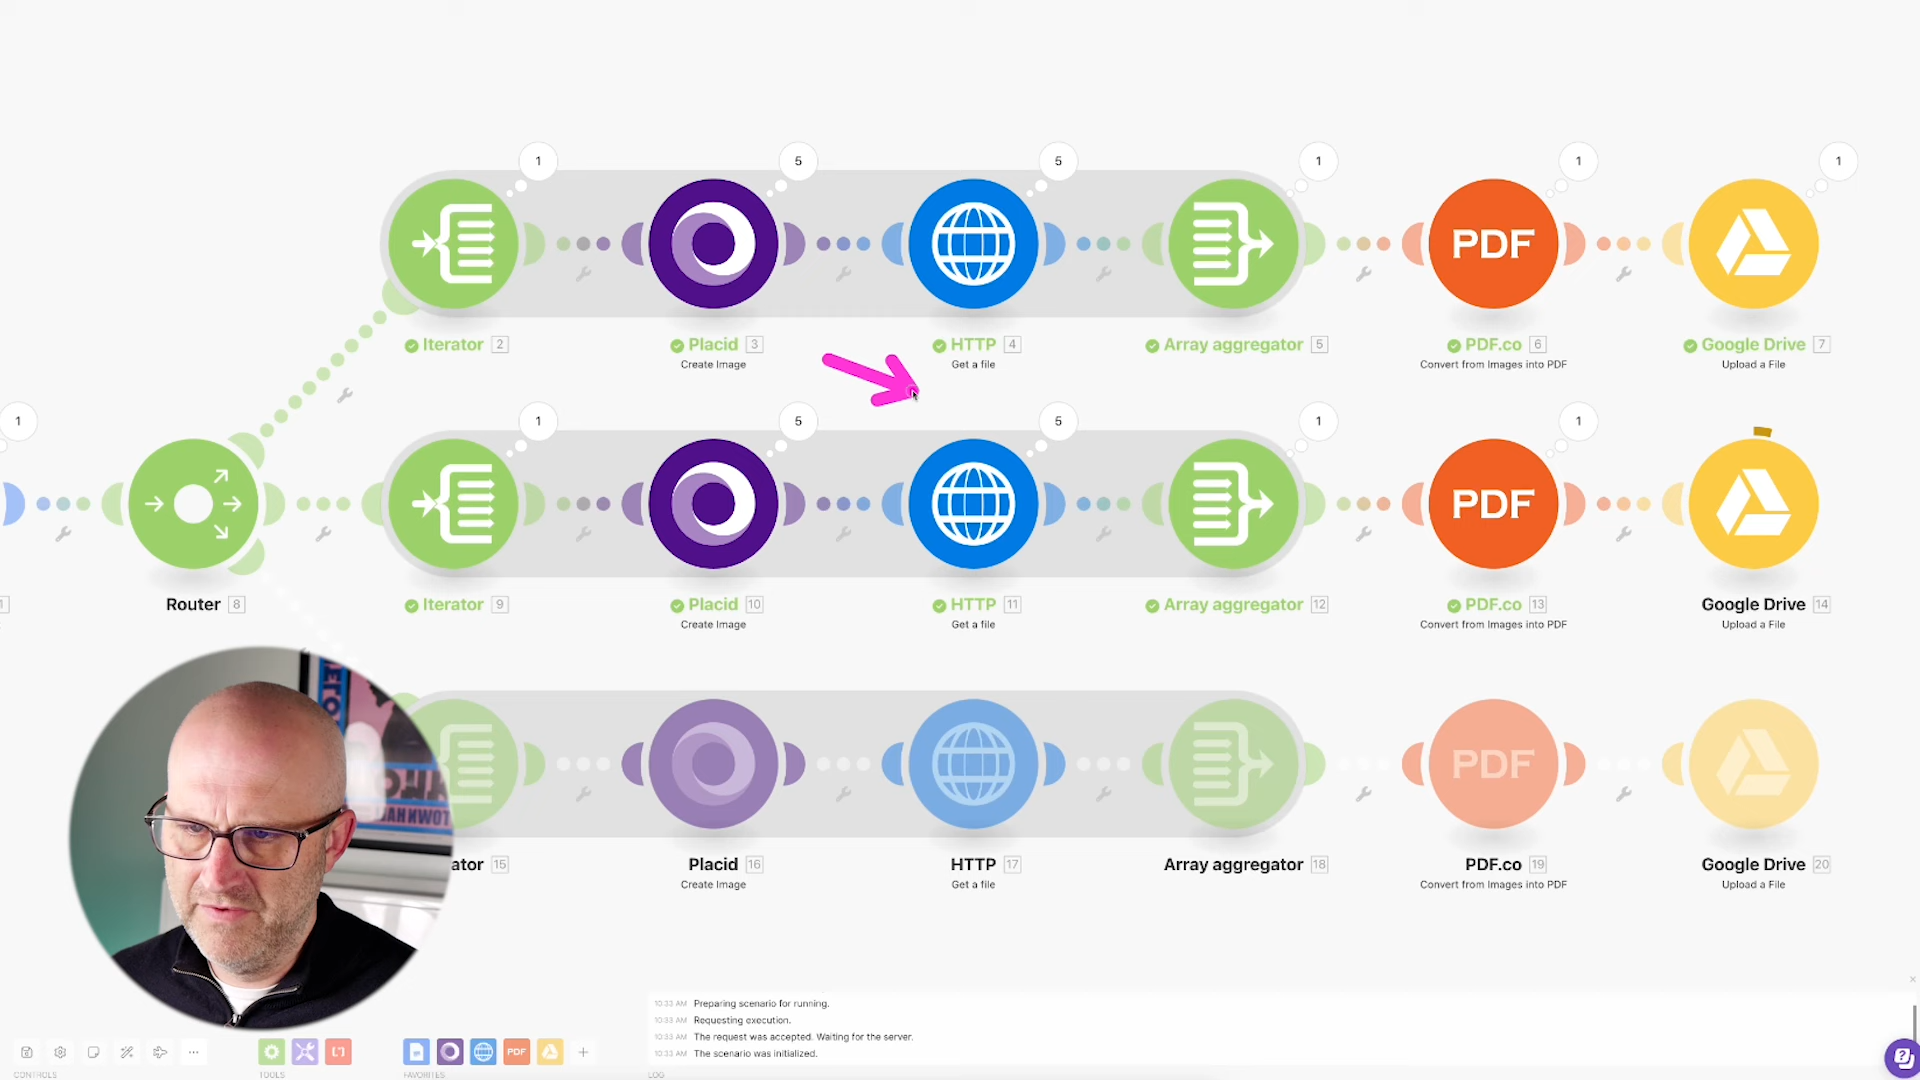 1 5 5 1 1 1
PDF
Iterator 2 Placid 3 HTTP 4 Array aggregator 5 PDF.co 6 Google Drive 7
Create Image Get a file Convert from Images into PDF Upload a File
1 1 5 5 1 1
PDF
Router 8 Iterator 9 Placid 10 HTTP 11 Array aggregator 12 PDF.co 13 Google Drive 14
Create Image Get a file Convert from Images into PDF Upload a File
PDF
ator 15 Placid 16 HTTP 17 Array aggregator 18 PDF.co 19 Google Drive 20
Create Image Get a file Convert from Images into PDF Upload a File
10:33 AM Preparing scenario for running.
10:33 AM Requesting execution.
10:33 AM The request was accepted. Waiting for the server.
10:33 AM The scenario was initialized.
PDF
CONTROLS TOOLS FAVORITES LOG